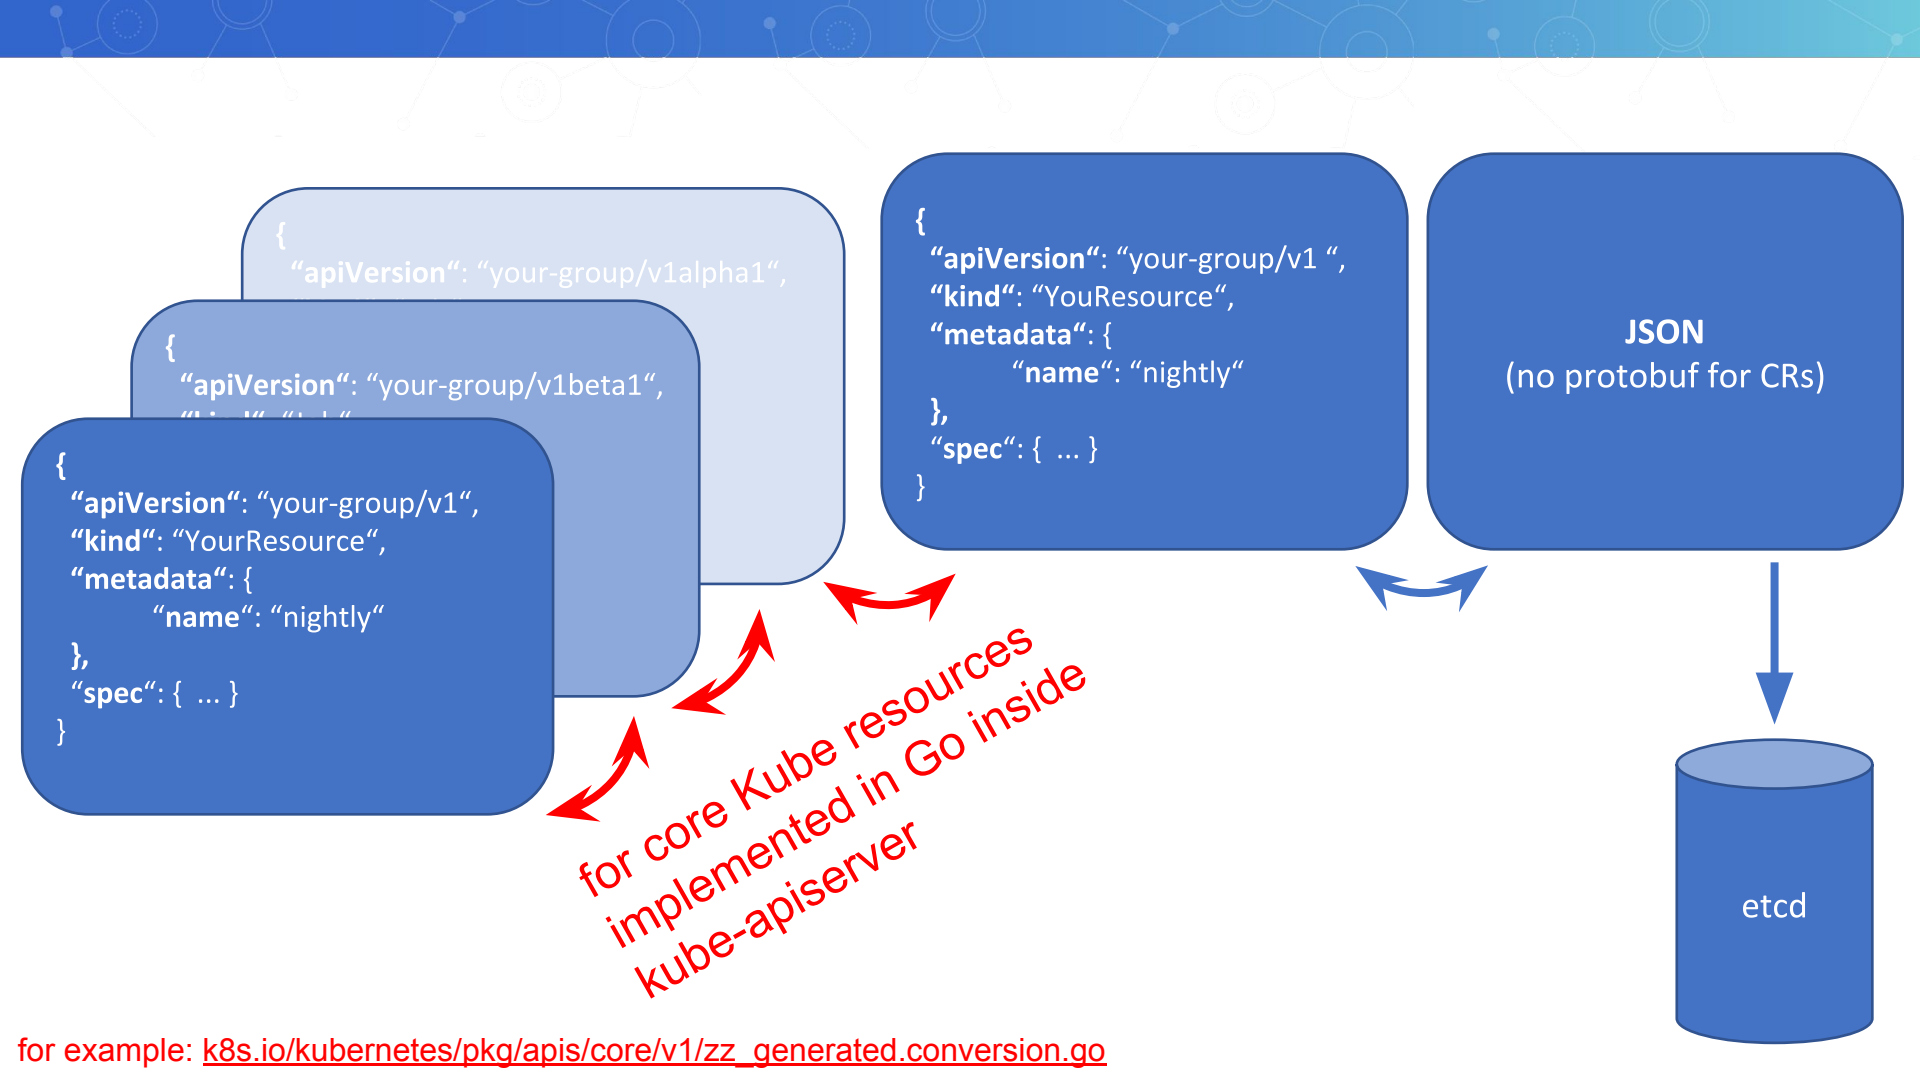 {
“apiVersion“: “your-group/v1alpha1“,
{
“apiVersion“: “your-group/v1beta1“,
{
“apiVersion“: “your-group/v1“,
“kind“: “YourResource“,
“metadata“: {
“name“: “nightly“
},
“spec“: { ... }
}
{
“apiVersion“: “your-group/v1 “,
“kind“: “YouResource“,
“metadata“: {
“name“: “nightly“
},
“spec“: { ... }
}
JSON
(no protobuf for CRs)
for core Kube resources
implemented in Go inside
kube-apiserver
etcd
for example: k8s.io/kubernetes/pkg/apis/core/v1/zz_generated.conversion.go